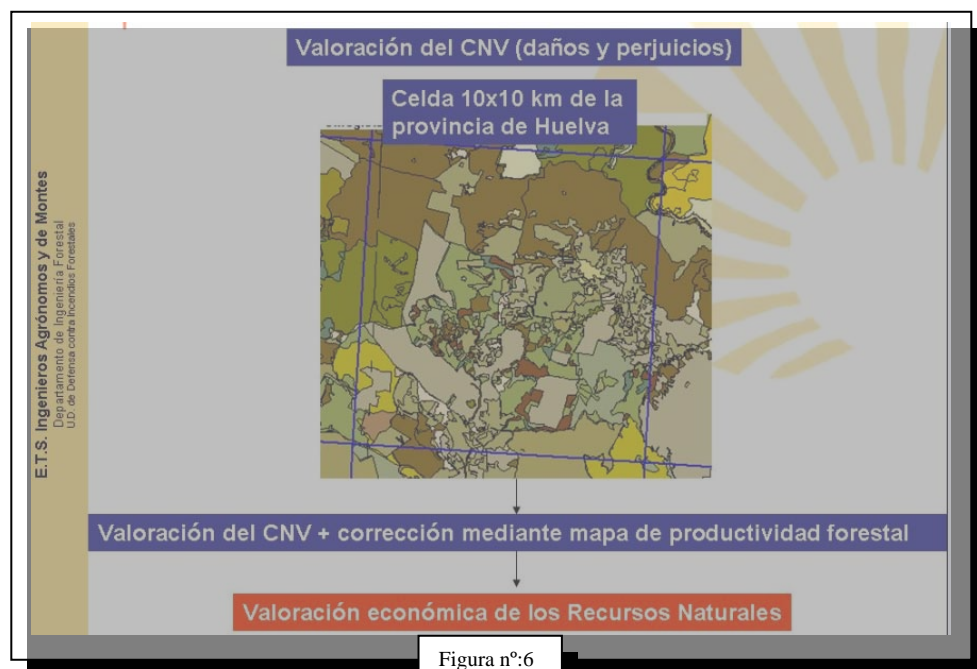 Valoración del CNV (daños y perjuicios)
Celda 10x10 km de la
provincia de Huelva
E.T.S. Ingenieros Agrónomos y de Montes
Departamento de Ingeniería Forestal
U.D. de Defensa contra Incendios Forestales
Valoración del CNV + corrección mediante mapa de productividad forestal
Valoración económica de los Recursos Naturales
Figura nº:6